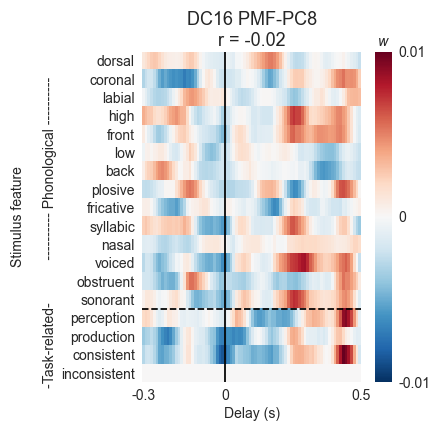 DC16 PMF-PC8
r = -0.02
w
dorsal
coronal
labial
high
front
low
back
plosive
fricative
syllabic
nasal
voiced
obstruent
sonorant
perception
production
consistent
inconsistent
Stimulus feature
---------- Phonological ----------
-Task-related-
0.01
0
-0.01
-0.3
0
0.5
Delay (s)